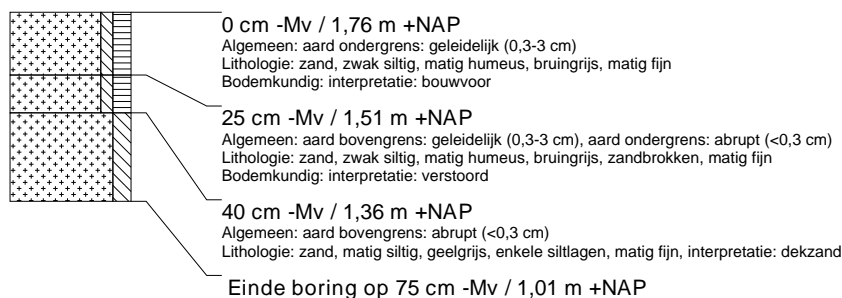 0 cm -Mv / 1,76 m +NAP
Algemeen: aard ondergrens: geleidelijk (0,3-3 cm)
Lithologie: zand, zwak siltig, matig humeus, bruingrijs, matig fijn
Bodemkundig: interpretatie: bouwvoor
25 cm -Mv / 1,51 m +NAP
Algemeen: aard bovengrens: geleidelijk (0,3-3 cm), aard ondergrens: abrupt (<0,3 cm)
Lithologie: zand, zwak siltig, matig humeus, bruingrijs, zandbrokken, matig fijn
Bodemkundig: interpretatie: verstoord
40 cm -Mv / 1,36 m +NAP
Algemeen: aard bovengrens: abrupt (<0,3 cm)
Lithologie: zand, matig siltig, geelgrijs, enkele siltlagen, matig fijn, interpretatie: dekzand
Einde boring op 75 cm -Mv / 1,01 m +NAP